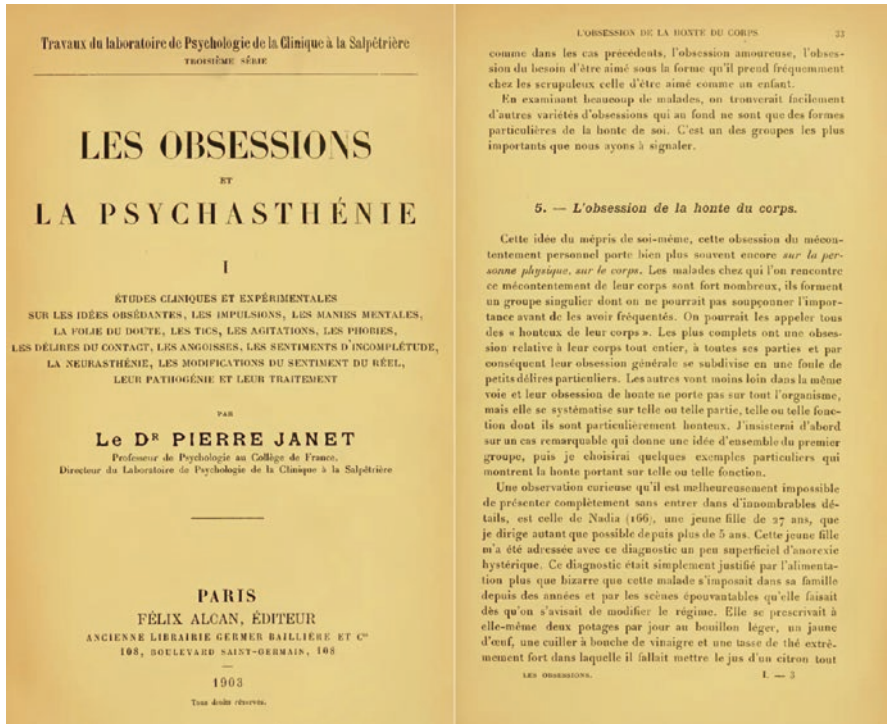 Travaux du laboratoire de Psychologie de la Clinique à la Salpêtrière
TROISIÈME SÉRIE
LES OBSESSIONS
ET
LA PSYCHASTHÉNIE
I
ÉTUDES CLINIQUES ET EXPÉRIMENTALES
SUR LES IDÉES OBSÉDANTES, LES IMPULSIONS, LES MANIES MENTALES,
LA FOLIE DU DOUTE, LES TICS, LES AGITATIONS, LES PHOBIES,
LES DÉLIRES DU CONTACT, LES ANGOISSES, LES SENTIMENTS D'INCOMPLÉTUDE,
LA NEURASTHÉNIE, LES MODIFICATIONS DU SENTIMENT DU RÉEL,
LEUR PATHOGÉNIE ET LEUR TRAITEMENT
PAR
Le DR PIERRE JANET
Professeur de Psychologie au Collège de France,
Directeur du Laboratoire de Psychologie de la Clinique à la Salpêtrière
PARIS
FÉLIX ALCAN, ÉDITEUR
ANCIENNE LIBRAIRIE GERMER BAILLIÈRE ET Cie
108, BOULEVARD SAINT-GERMAIN, 108
1903
Tous droits réservés.
L'OBSESSION DE LA HONTE DU CORPS 33
comme dans les cas précédents, l'obsession amoureuse, l'obses-
sion du besoin d'être aimé sous la forme qu'il prend fréquemment
chez les scrupuleux celle d'être aimé comme un enfant.
En examinant beaucoup de malades, on trouverait facilement
d'autres variétés d'obsessions qui au fond ne sont que des formes
particulières de la honte de soi. C'est un des groupes les plus
importants que nous ayons à signaler.
5. — L'obsession de la honte du corps.
Cette idée du mépris de soi-même, cette obsession du mécon-
tentement personnel porte bien plus souvent encore sur la per-
sonne physique, sur le corps. Les malades chez qui l'on rencontre
ce mécontentement de leur corps sont fort nombreux, ils forment
un groupe singulier dont on ne pourrait pas soupçonner l'impor-
tance avant de les avoir fréquentés. On pourrait les appeler tous
des « honteux de leur corps ». Les plus complets ont une obses-
sion relative à leur corps tout entier, à toutes ses parties et par
conséquent leur obsession générale se subdivise en une foule de
petits délires particuliers. Les autres vont moins loin dans la même
voie et leur obsession de honte ne porte pas sur tout l'organisme,
mais elle se systématise sur telle ou telle partie, telle ou telle fonc-
tion dont ils sont particulièrement honteux. J'insisterai d'abord
sur un cas remarquable qui donne une idée d'ensemble du premier
groupe, puis je choisirai quelques exemples particuliers qui
montrent la honte portant sur telle ou telle fonction.
Une observation curieuse qu'il est malheureusement impossible
de présenter complètement sans entrer dans d'innombrables dé-
tails, est celle de Nadia (166), une jeune fille de 27 ans, que
je dirige autant que possible depuis plus de 5 ans. Cette jeune fille
m'a été adressée avec ce diagnostic un peu superficiel d'anorexie
hystérique. Ce diagnostic était simplement justifié par l'alimenta-
tion plus que bizarre que cette malade s'imposait dans sa famille
depuis des années et par les scènes épouvantables qu'elle faisait
dès qu'on s'avisait de modifier le régime. Elle se prescrivait à
elle-même deux potages par jour au bouillon léger, un jaune
d'œuf, une cuiller à bouche de vinaigre et une tasse de thé extrê-
mement fort dans laquelle il fallait mettre le jus d'un citron tout
LES OBSESSIONS. I. — 3